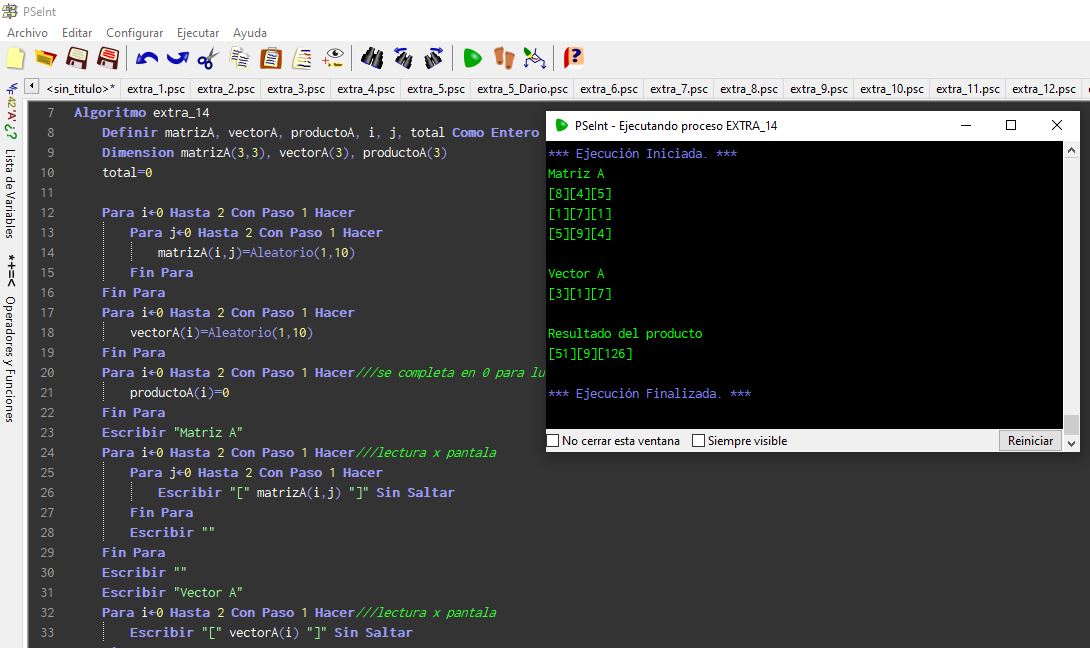 PSeInt
Archivo Editar Configurar Ejecutar Ayuda
<sin_titulo>* extra_1.psc extra_2.psc extra_3.psc extra_4.psc extra_5.psc extra_5_Dario.psc extra_6.psc extra_7.psc extra_8.psc extra_9.psc extra_10.psc extra_11.psc extra_12.psc
42 'A' ¿? Lista de Variables
*+=< Operadores y Funciones
7 Algoritmo extra_14
8 Definir matrizA, vectorA, productoA, i, j, total Como Entero
9 Dimension matrizA(3,3), vectorA(3), productoA(3)
10 total=0
11
12 Para i←0 Hasta 2 Con Paso 1 Hacer
13 Para j←0 Hasta 2 Con Paso 1 Hacer
14 matrizA(i,j)=Aleatorio(1,10)
15 Fin Para
16 Fin Para
17 Para i←0 Hasta 2 Con Paso 1 Hacer
18 vectorA(i)=Aleatorio(1,10)
19 Fin Para
20 Para i←0 Hasta 2 Con Paso 1 Hacer///se completa en 0 para lu
21 productoA(i)=0
22 Fin Para
23 Escribir "Matriz A"
24 Para i←0 Hasta 2 Con Paso 1 Hacer///lectura x pantala
25 Para j←0 Hasta 2 Con Paso 1 Hacer
26 Escribir "[" matrizA(i,j) "]" Sin Saltar
27 Fin Para
28 Escribir ""
29 Fin Para
30 Escribir ""
31 Escribir "Vector A"
32 Para i←0 Hasta 2 Con Paso 1 Hacer///lectura x pantala
33 Escribir "[" vectorA(i) "]" Sin Saltar
PSeInt - Ejecutando proceso EXTRA_14
*** Ejecución Iniciada. ***
Matriz A
[8][4][5]
[1][7][1]
[5][9][4]
Vector A
[3][1][7]
Resultado del producto
[51][9][126]
*** Ejecución Finalizada. ***
No cerrar esta ventana Siempre visible Reiniciar